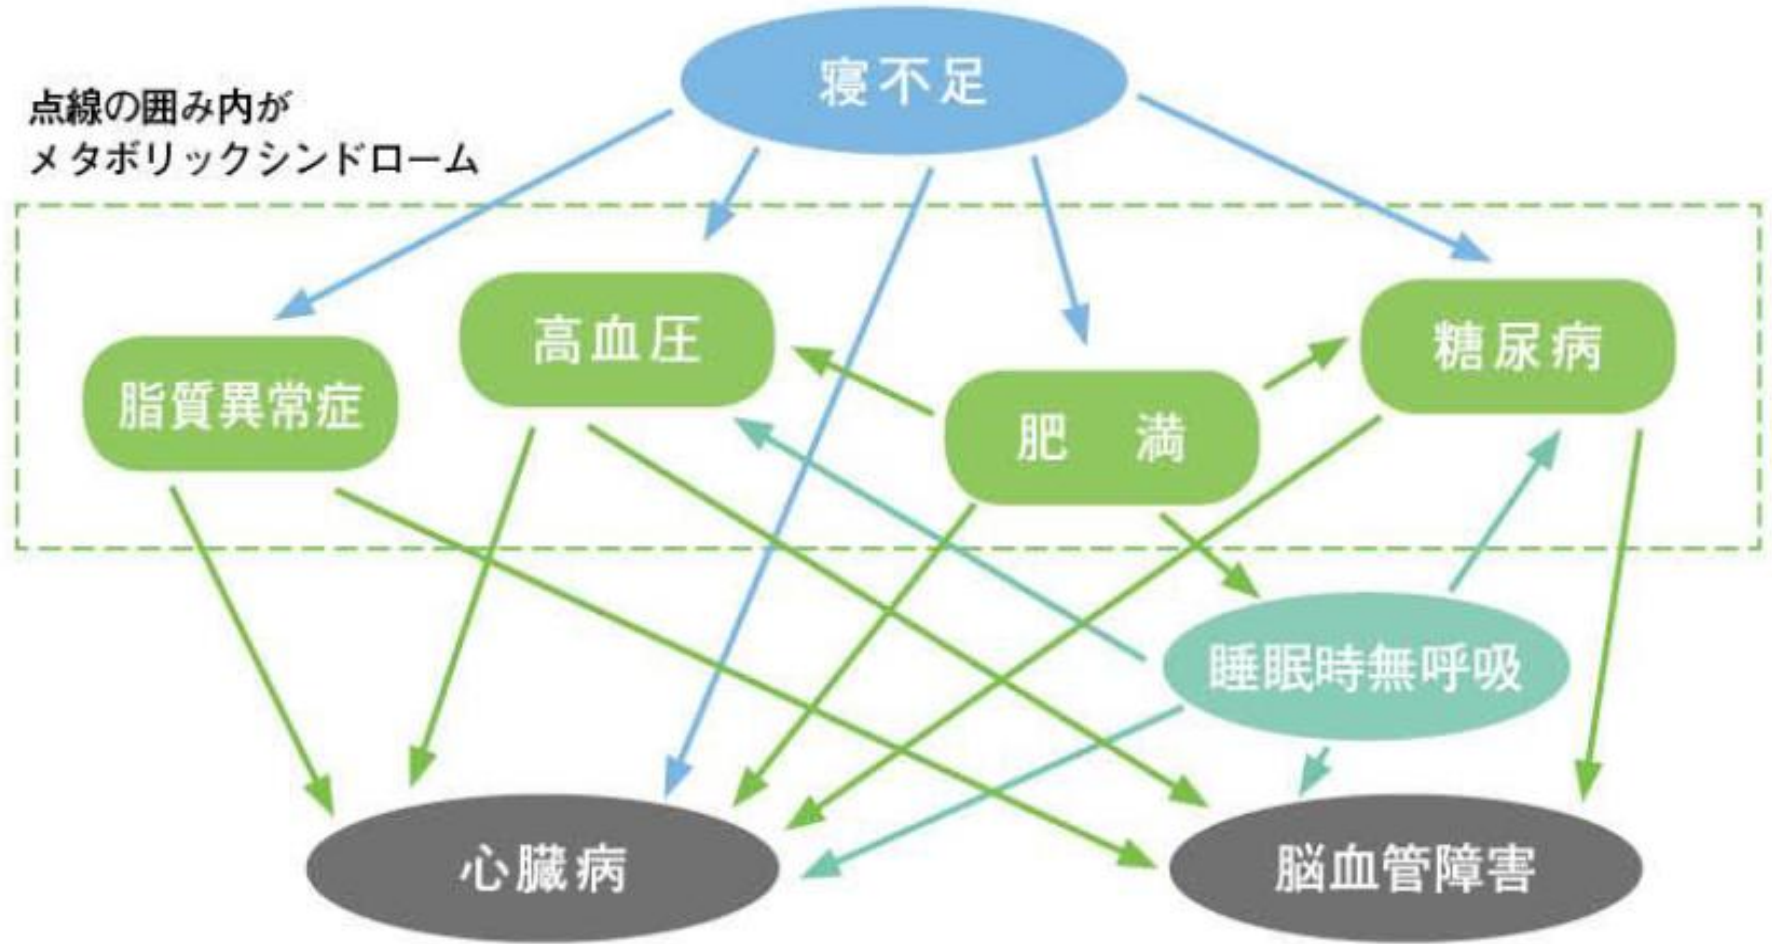 寝不足
点線の囲み内が
メタボリックシンドローム
高血圧
糖尿病
脂質異常症
肥　満
睡眠時無呼吸
心臓病
脳血管障害